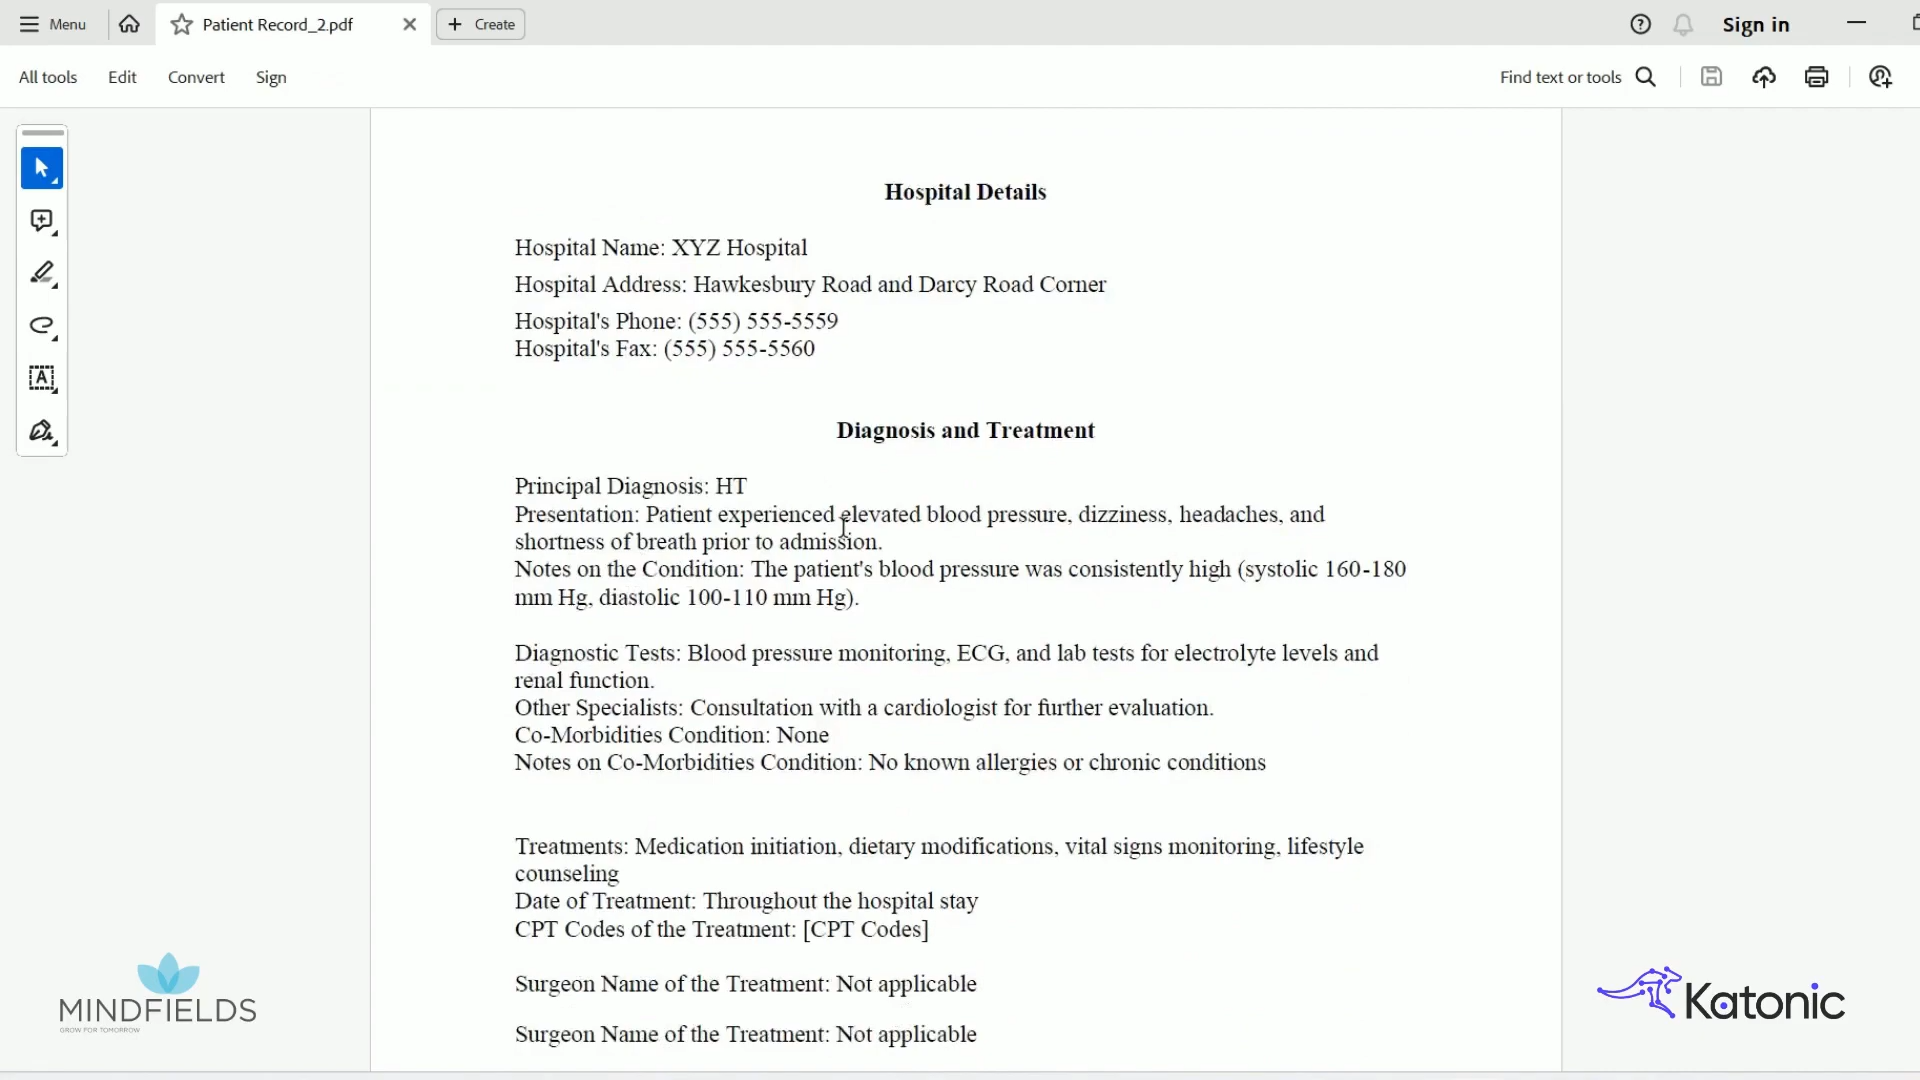 Menu
Patient Record_2.pdf
Create
Sign in
All tools
Edit
Convert
Sign
Find text or tools
Hospital Details
Hospital Name: XYZ Hospital
Hospital Address: Hawkesbury Road and Darcy Road Corner
Hospital's Phone: (555) 555-5559
Hospital's Fax: (555) 555-5560
Diagnosis and Treatment
Principal Diagnosis: HT
Presentation: Patient experienced elevated blood pressure, dizziness, headaches, and
shortness of breath prior to admission.
Notes on the Condition: The patient's blood pressure was consistently high (systolic 160-180
mm Hg, diastolic 100-110 mm Hg).
Diagnostic Tests: Blood pressure monitoring, ECG, and lab tests for electrolyte levels and
renal function.
Other Specialists: Consultation with a cardiologist for further evaluation.
Co-Morbidities Condition: None
Notes on Co-Morbidities Condition: No known allergies or chronic conditions
Treatments: Medication initiation, dietary modifications, vital signs monitoring, lifestyle
counseling
Date of Treatment: Throughout the hospital stay
CPT Codes of the Treatment: [CPT Codes]
Surgeon Name of the Treatment: Not applicable
Surgeon Name of the Treatment: Not applicable
MINDFIELDS
GROW FOR TOMORROW
Katonic